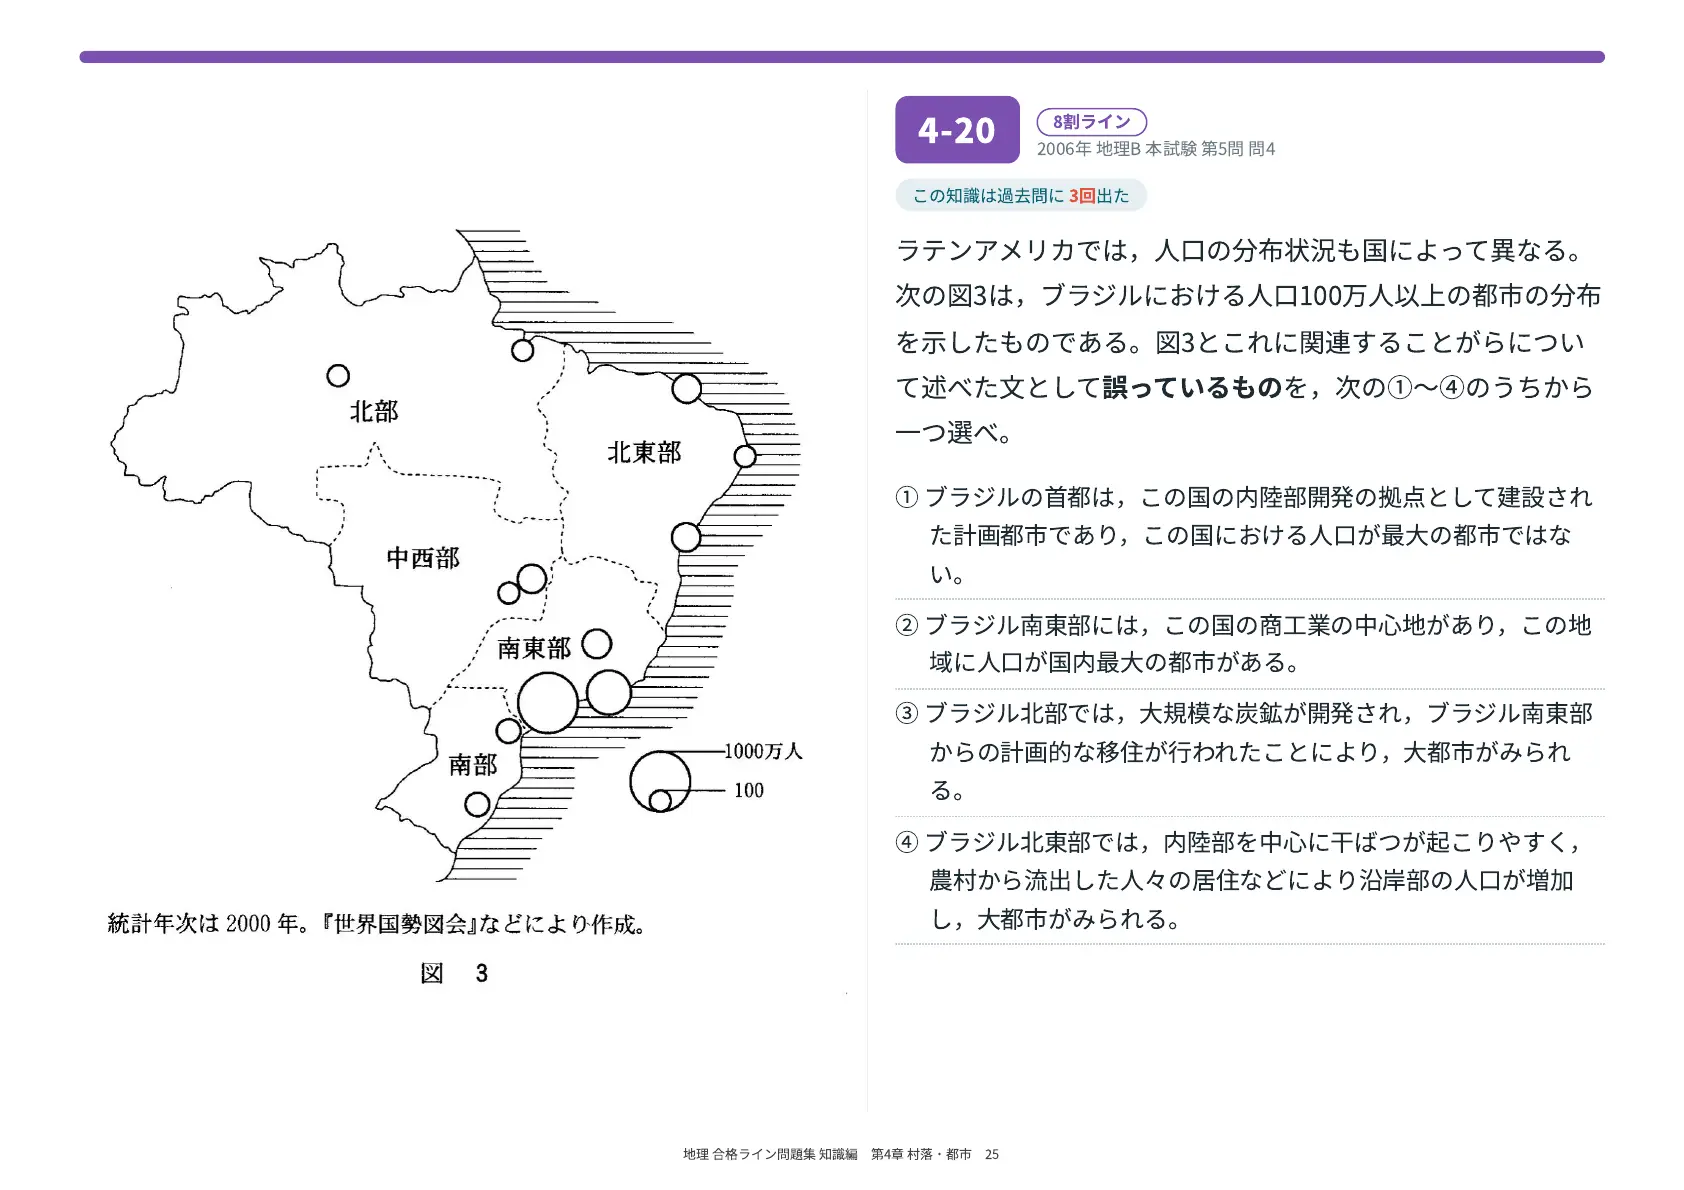 北部
北東部
中西部
南東部
南部
1000万人
100
統計年次は 2000 年。『世界国勢図会』などにより作成。
図 3
4-20
8割ライン
2006年 地理B 本試験 第5問 問4
この知識は過去問に 3回出た
ラテンアメリカでは，人口の分布状況も国によって異なる。
次の図3は，ブラジルにおける人口100万人以上の都市の分布
を示したものである。図3とこれに関連することがらについ
て述べた文として誤っているものを，次の①～④のうちから
一つ選べ。
① ブラジルの首都は，この国の内陸部開発の拠点として建設され
た計画都市であり，この国における人口が最大の都市ではな
い。
② ブラジル南東部には，この国の商工業の中心地があり，この地
域に人口が国内最大の都市がある。
③ ブラジル北部では，大規模な炭鉱が開発され，ブラジル南東部
からの計画的な移住が行われたことにより，大都市がみられ
る。
④ ブラジル北東部では，内陸部を中心に干ばつが起こりやすく，
農村から流出した人々の居住などにより沿岸部の人口が増加
し，大都市がみられる。
地理 合格ライン問題集 知識編　第4章 村落・都市　25